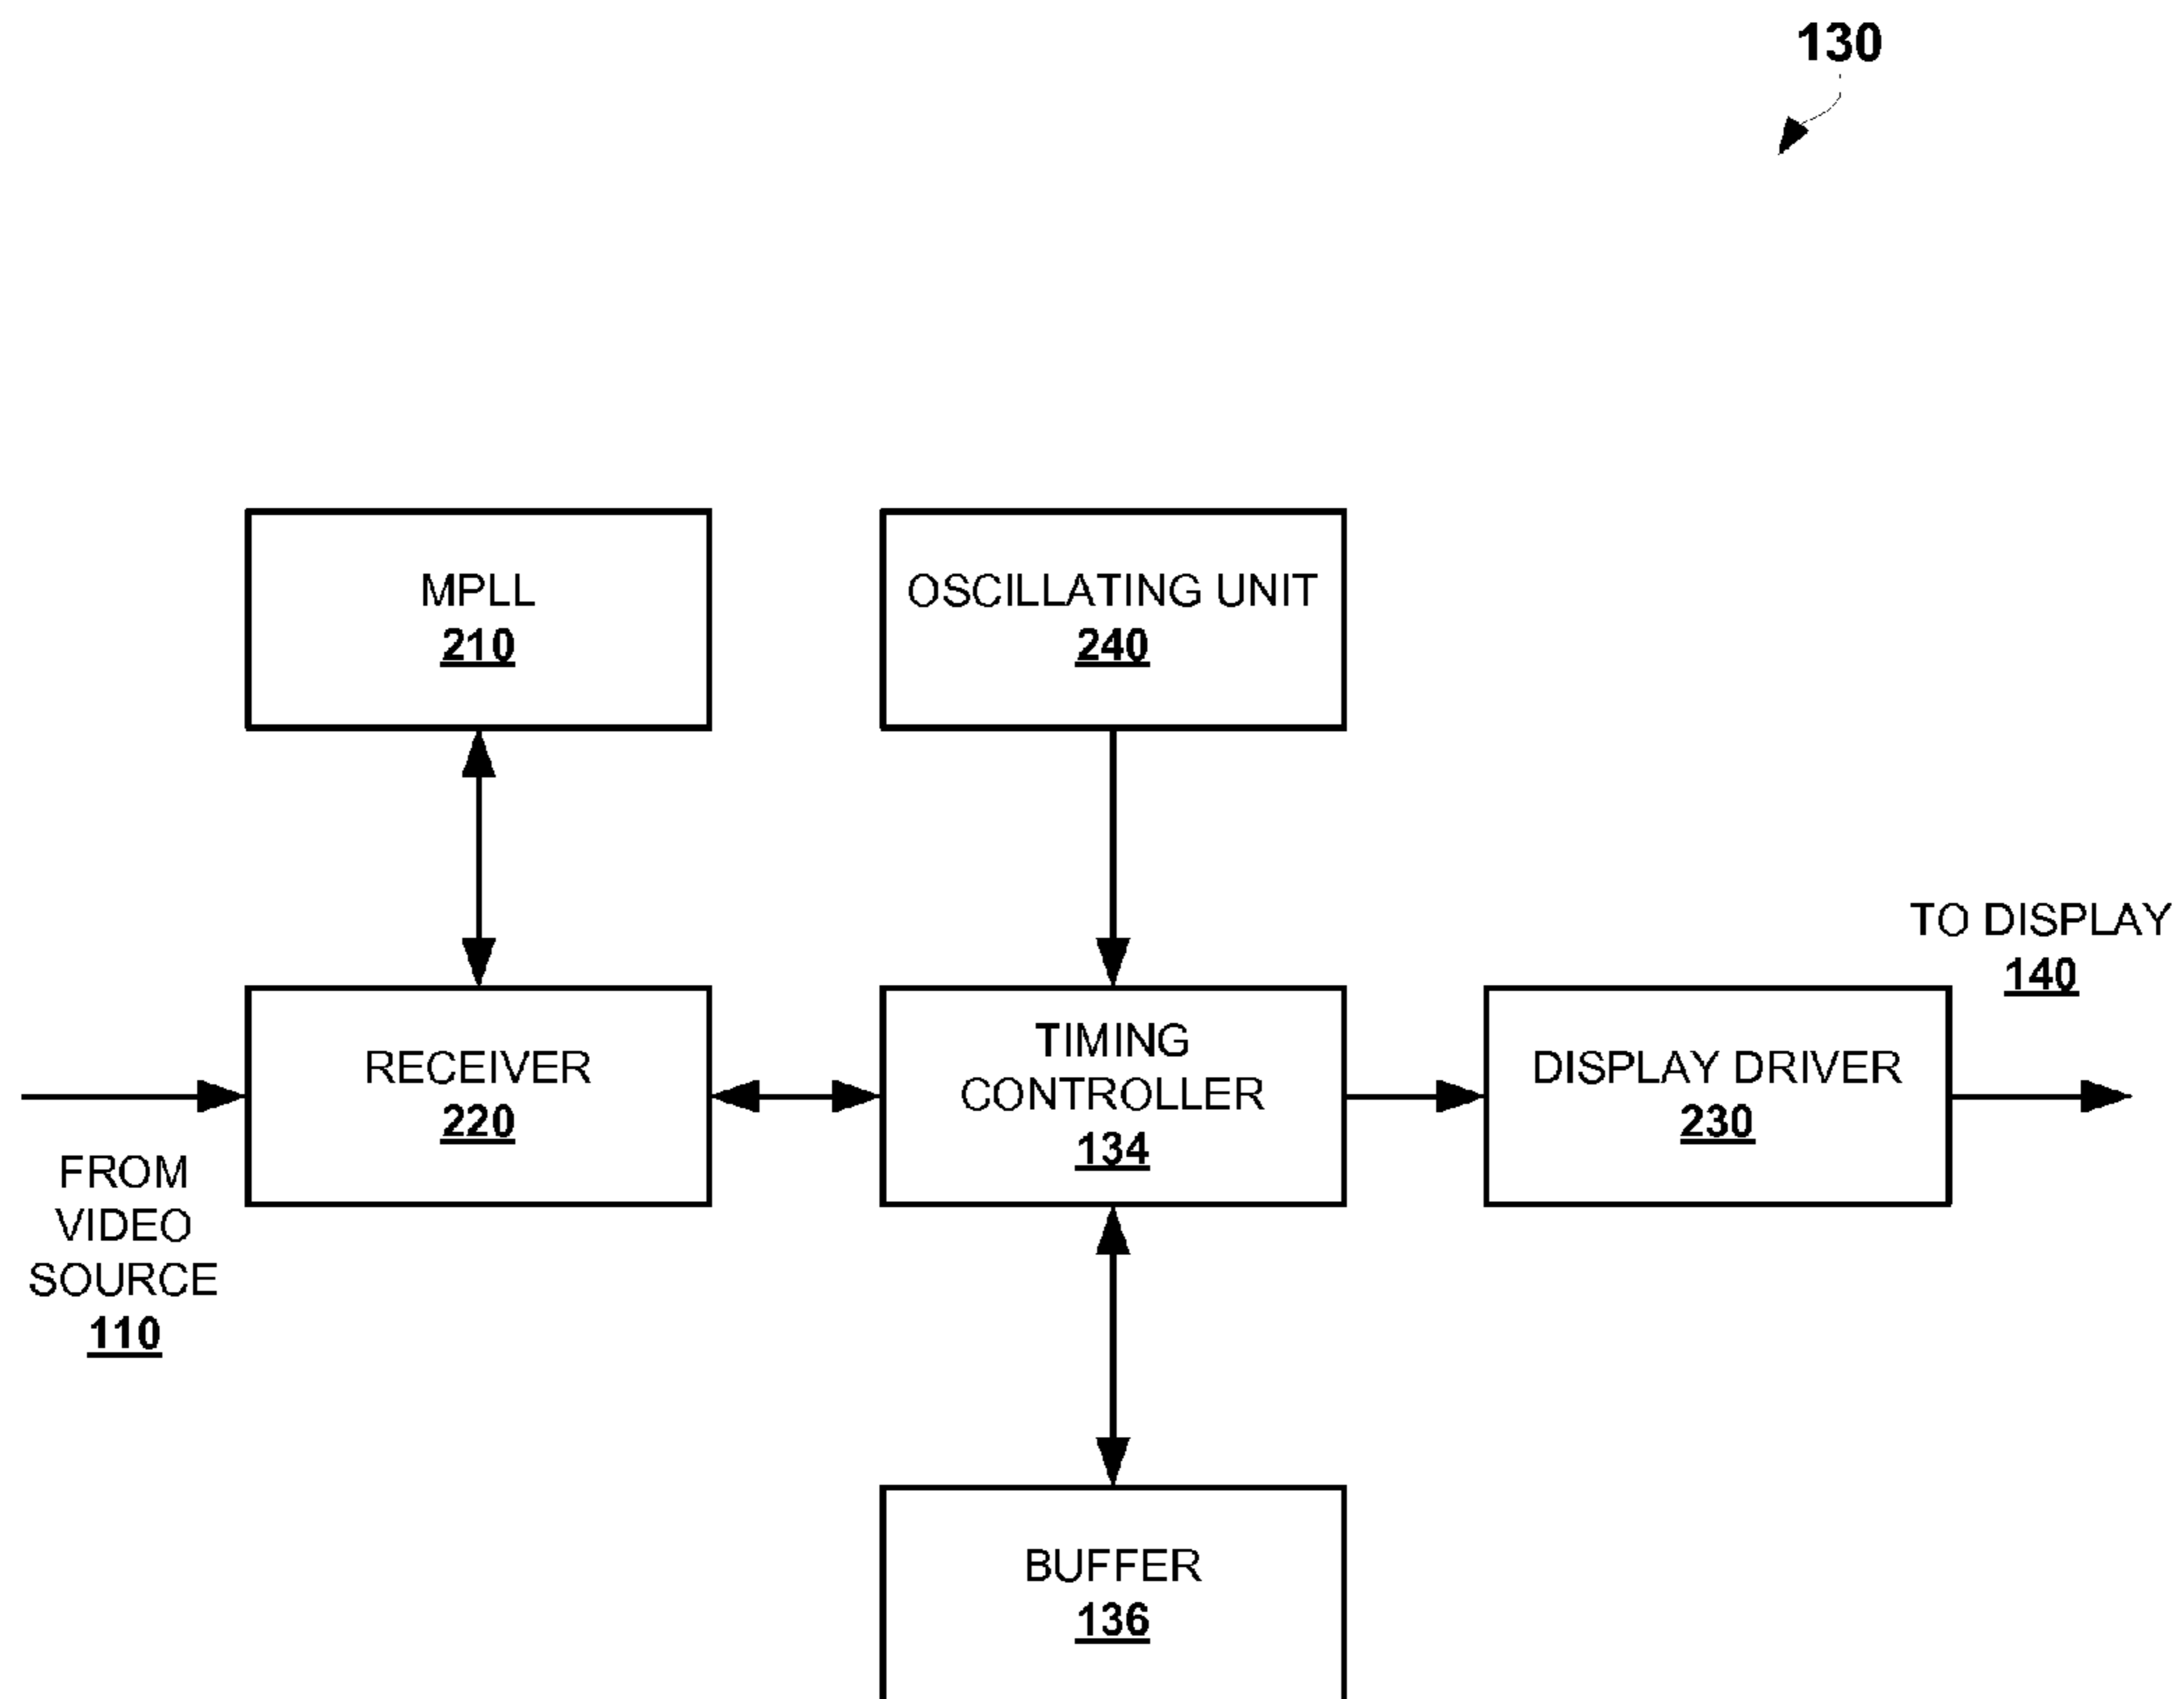 130
MPLL
210
OSCILLATING UNIT
240
TO DISPLAY
140
RECEIVER
220
TIMING
CONTROLLER
134
DISPLAY DRIVER
230
FROM
VIDEO
SOURCE
110
BUFFER
136